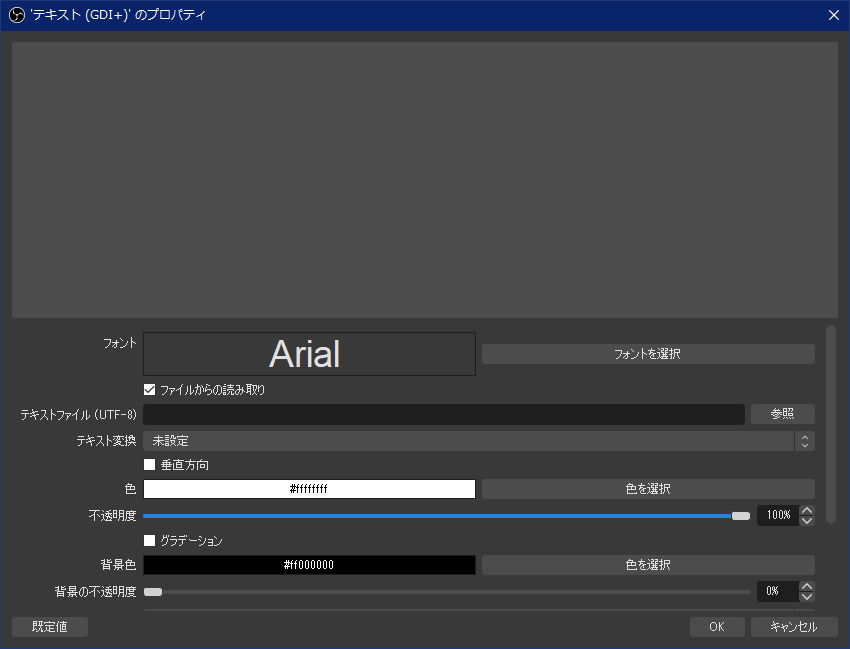 'テキスト (GDI+)' のプロパティ
フォント Arial フォントを選択
ファイルからの読み取り
テキストファイル (UTF-8) 参照
テキスト変換 未設定
垂直方向
色 #ffffffff 色を選択
不透明度 100%
グラデーション
背景色 #ff000000 色を選択
背景の不透明度 0%
既定値 OK キャンセル